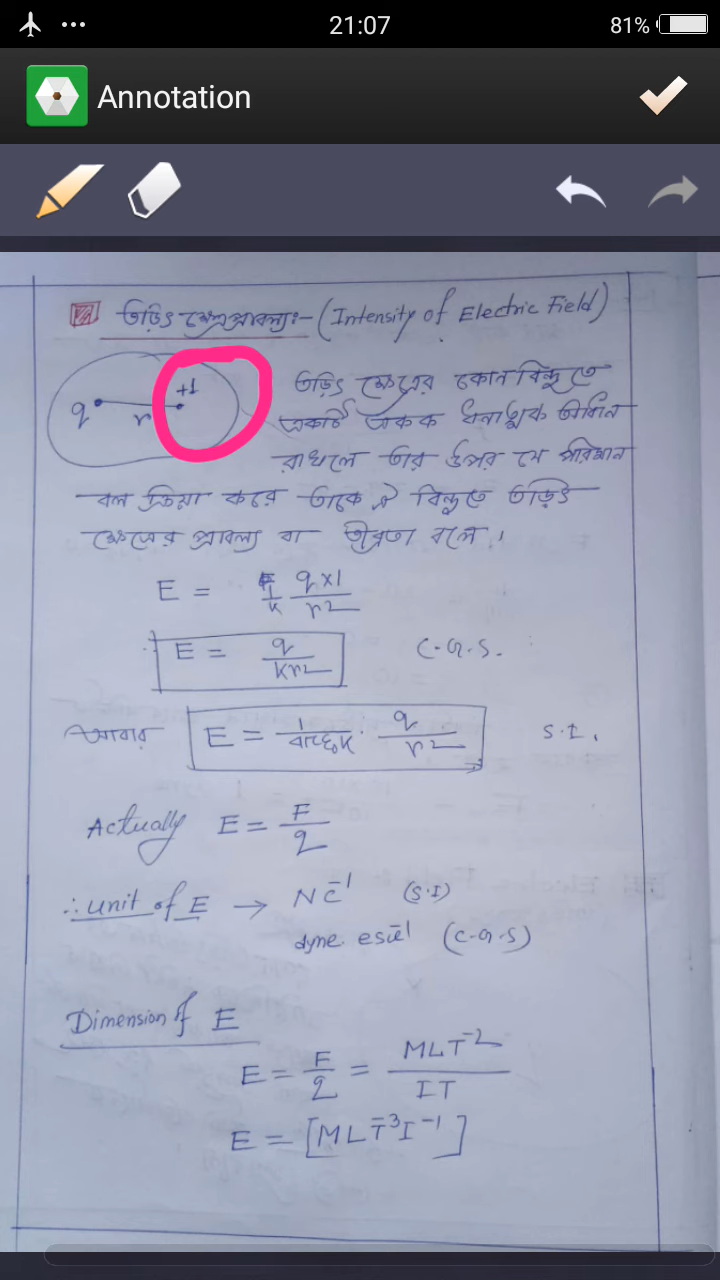 21:07
81%
Annotation
তড়িৎ ক্ষেত্রপ্রাবল্য:- (Intensity of Electric Field)
q r +1
তড়িৎ ক্ষেত্রের কোন বিন্দুতে
একটি একক ধনাত্মক আধান
রাখলে তার উপর যে পরিমান
বল ক্রিয়া করে তাকে ঐ বিন্দুতে তড়িৎ
ক্ষেত্রের প্রাবল্য বা তীব্রতা বলে।
E = 1/k q×1/r²
E = q/kr² C.G.S.
আবার E = 1/4πε₀k · q/r² S.I.
Actually E = F/q
∴ unit of E → NC⁻¹ (S.I)
dyne esu⁻¹ (C.G.S)
Dimension of E
E = F/q = MLT⁻²/IT
E = [MLT⁻³I⁻¹]